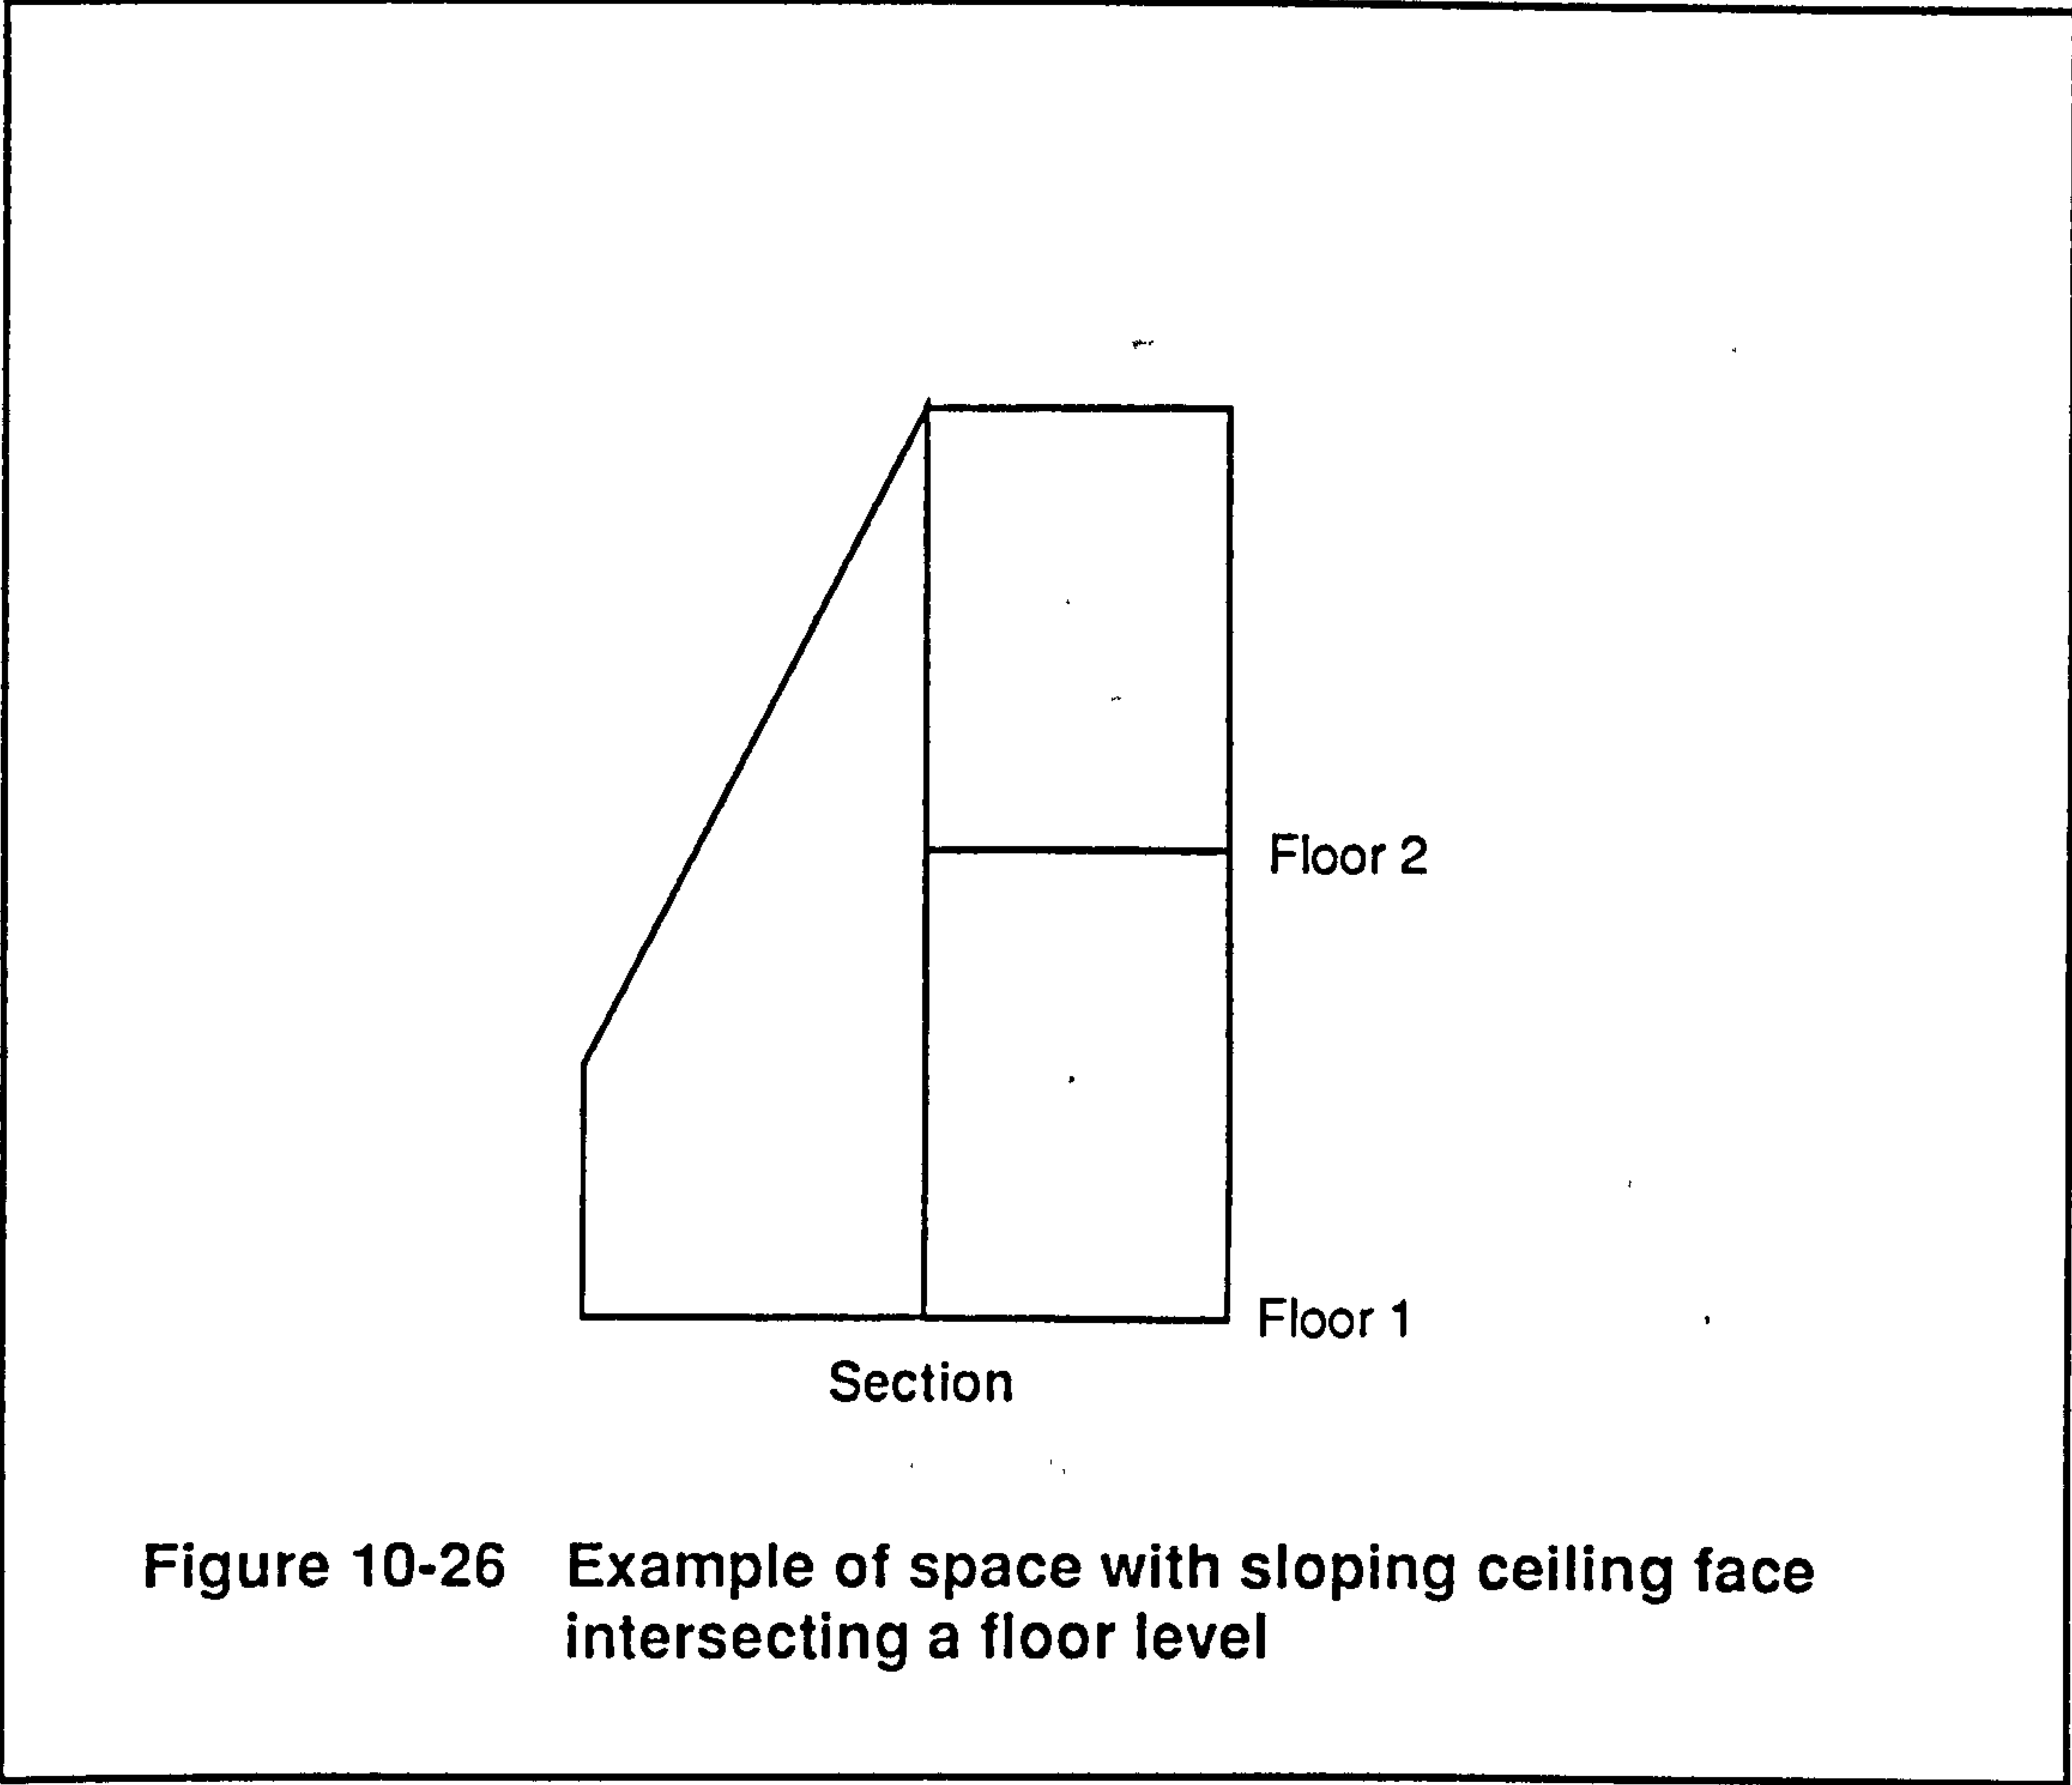 Floor 2
Floor 1
Section
Figure 10-26 Example of space with sloping ceiling face
intersecting a floor level